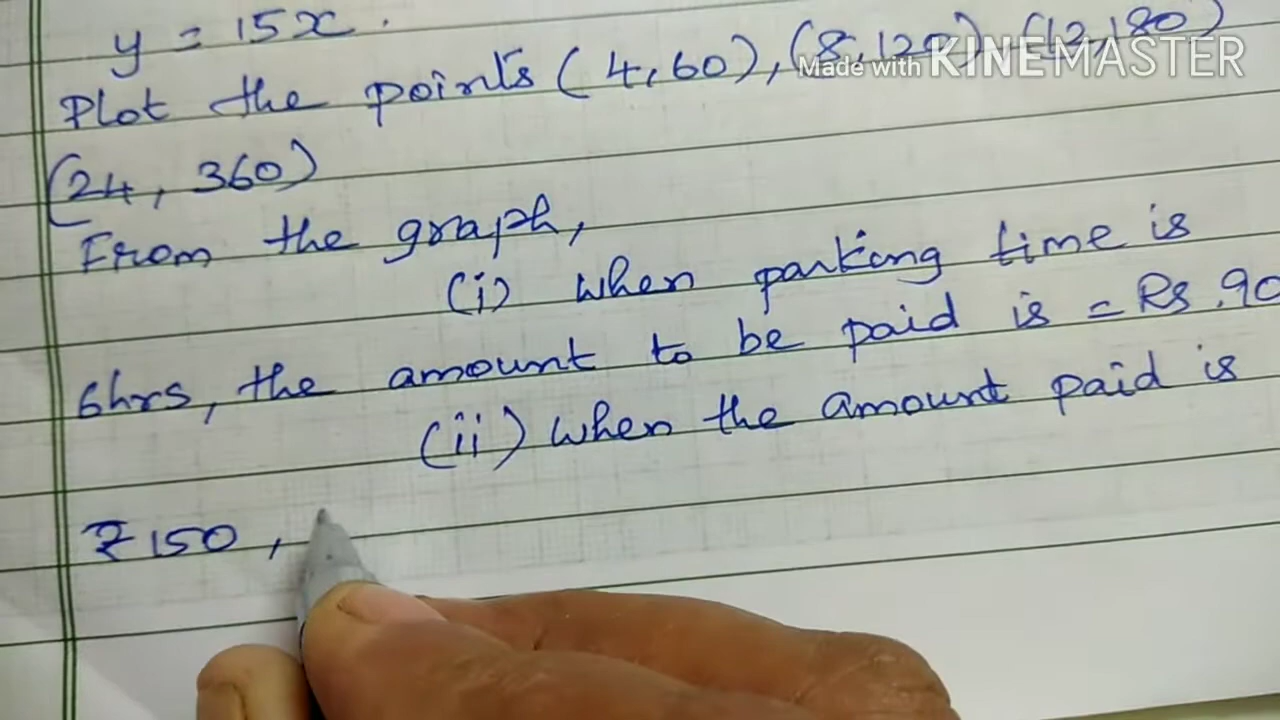 y = 15x.
Plot the points (4,60), (8,120), (12,180)
Made with KINEMASTER
(24, 360)
From the graph,
(i) when parking time is
6hrs, the amount to be paid is = Rs.90
(ii) when the amount paid is
₹150,